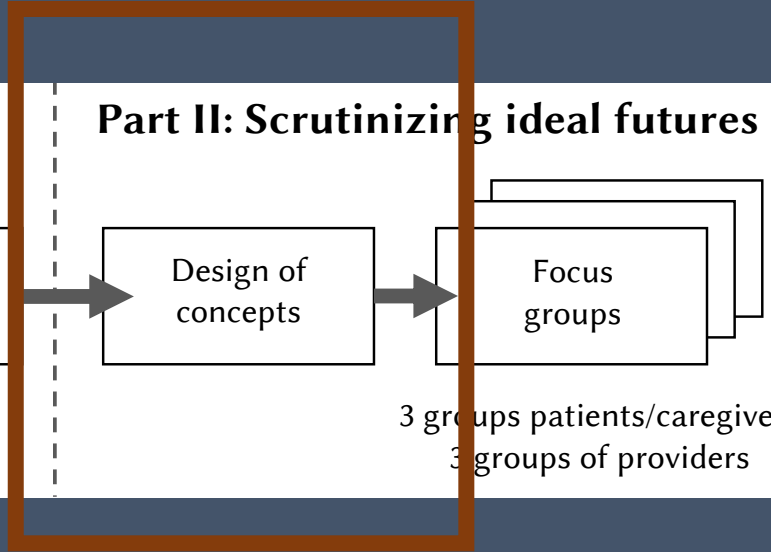 Part II: Scrutinizing ideal futures
Design of
concepts
Focus
groups
3 groups patients/caregive
3 groups of providers